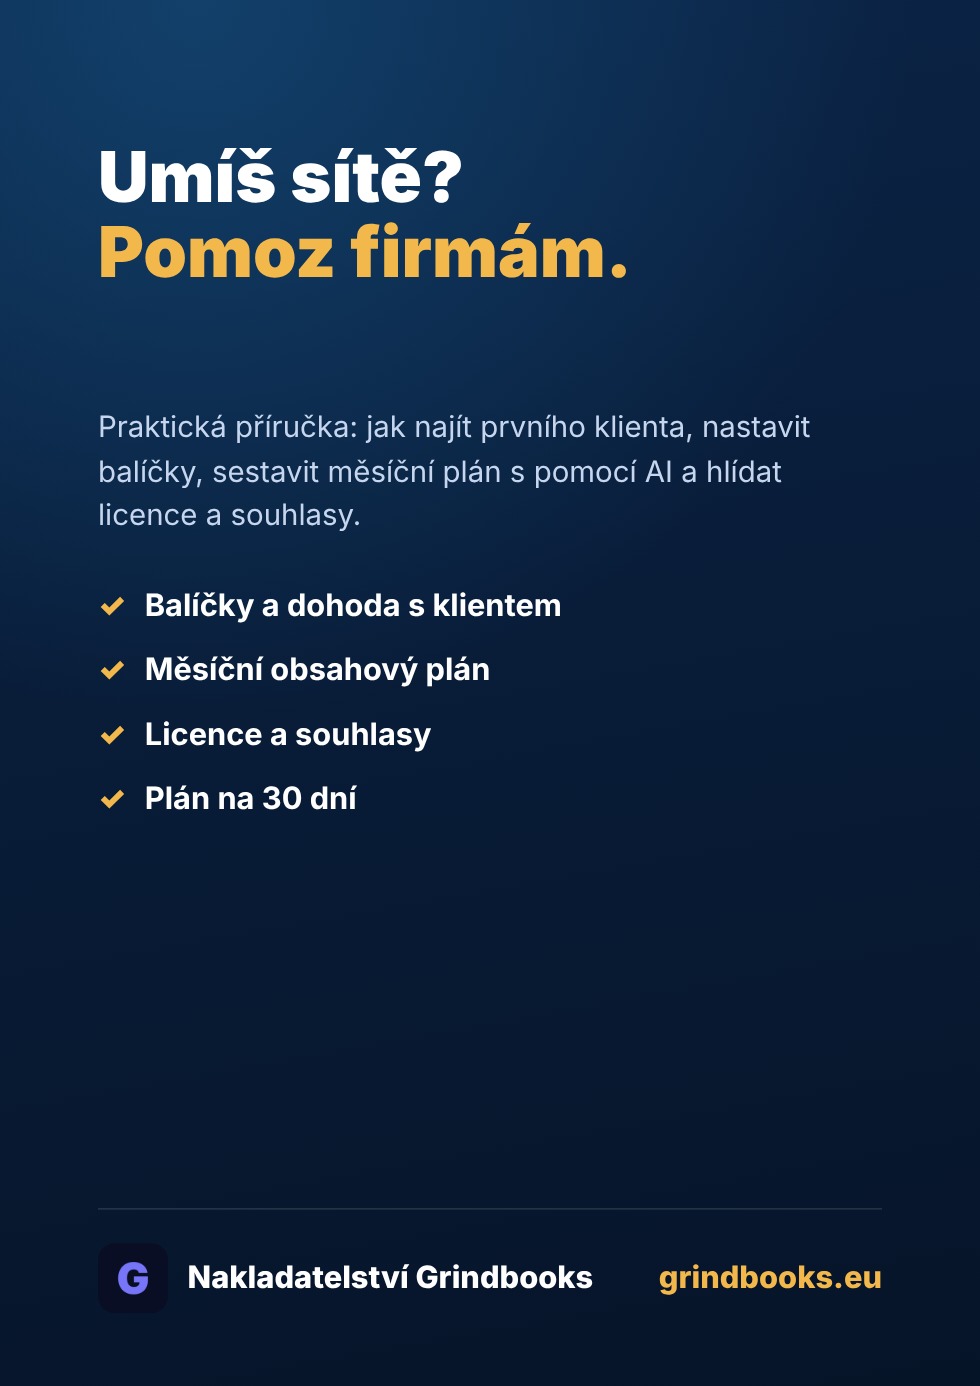 Umíš sítě?
Pomoz firmám.
Praktická příručka: jak najít prvního klienta, nastavit
balíčky, sestavit měsíční plán s pomocí AI a hlídat
licence a souhlasy.
✓ Balíčky a dohoda s klientem
✓ Měsíční obsahový plán
✓ Licence a souhlasy
✓ Plán na 30 dní
G Nakladatelství Grindbooks grindbooks.eu